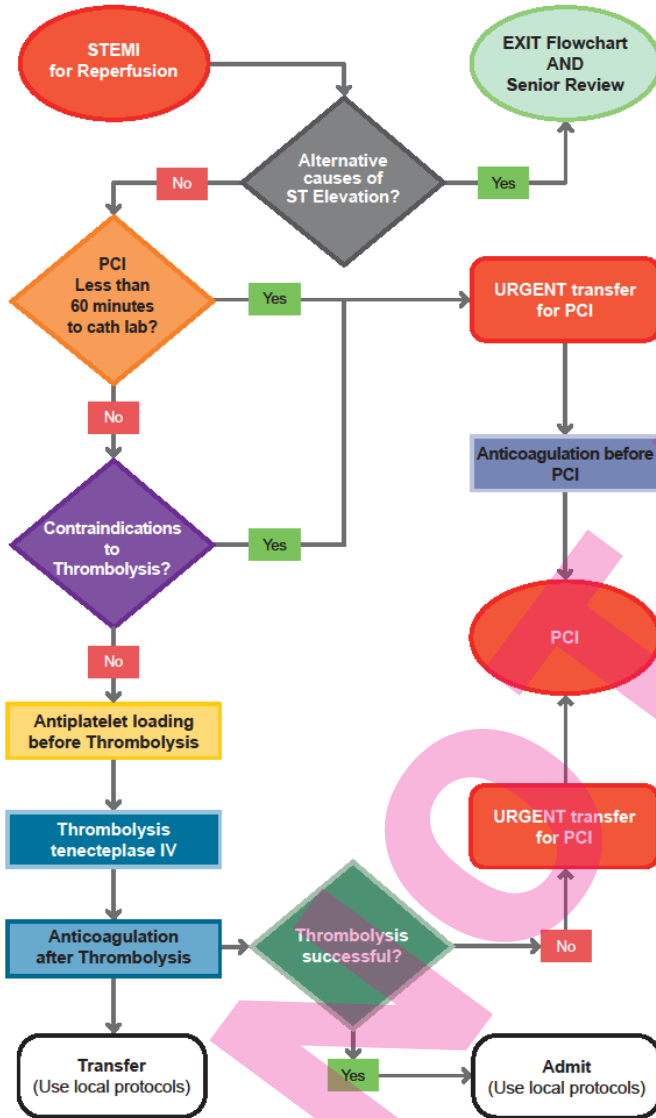 STEMI
for Reperfusion
EXIT Flowchart
AND
Senior Review
Alternative
causes of
ST Elevation?
No
Yes
PCI
Less than
60 minutes
to cath lab?
Yes
URGENT transfer
for PCI
No
Anticoagulation before
PCI
Contraindications
to
Thrombolysis?
Yes
PCI
No
Antiplatelet loading
before Thrombolysis
Thrombolysis
tenecteplase IV
URGENT transfer
for PCI
Anticoagulation
after Thrombolysis
Thrombolysis
successful?
No
Transfer
(Use local protocols)
Yes
Admit
(Use local protocols)